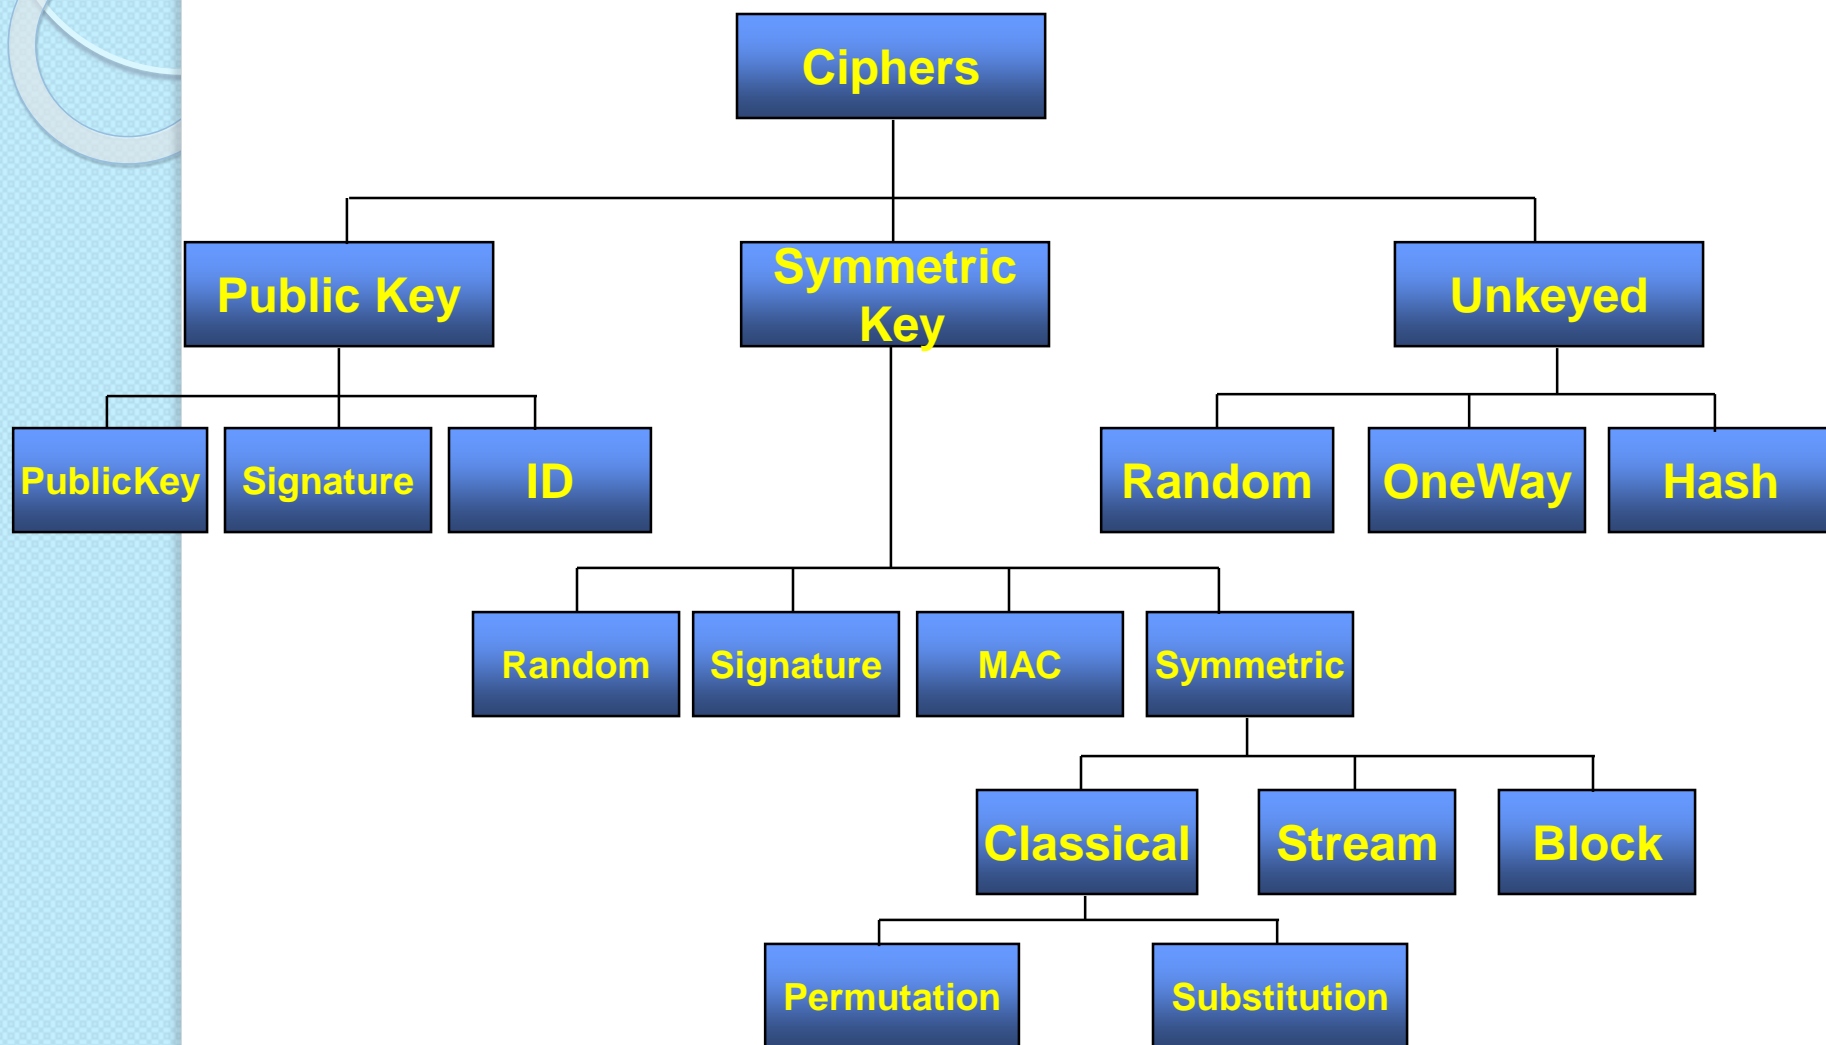 Ciphers
Public Key
Symmetric
Key
Unkeyed
PublicKey
Signature
ID
Random
OneWay
Hash
Random
Signature
MAC
Symmetric
Classical
Stream
Block
Permutation
Substitution